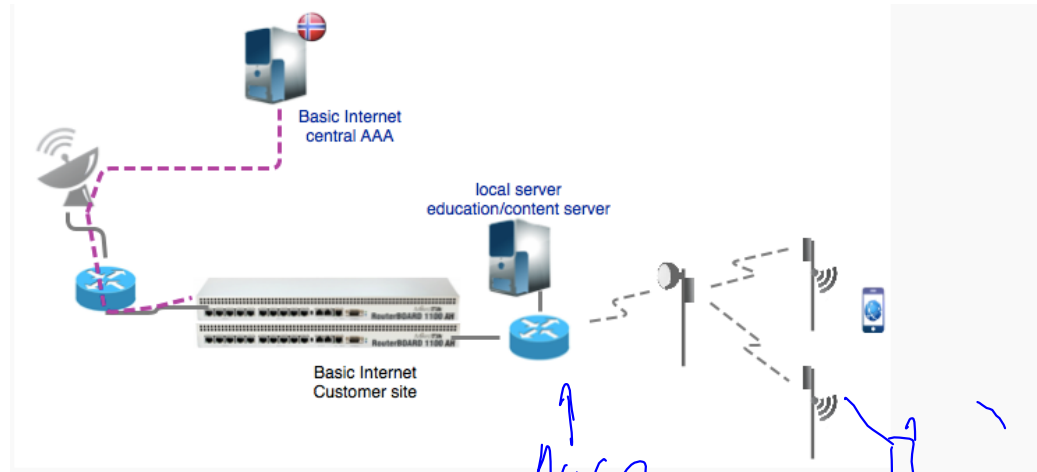 Basic Internet
central AAA
local server
education/content server
RouterBOARD 1100 AH
RouterBOARD 1100 AH
Basic Internet
Customer site